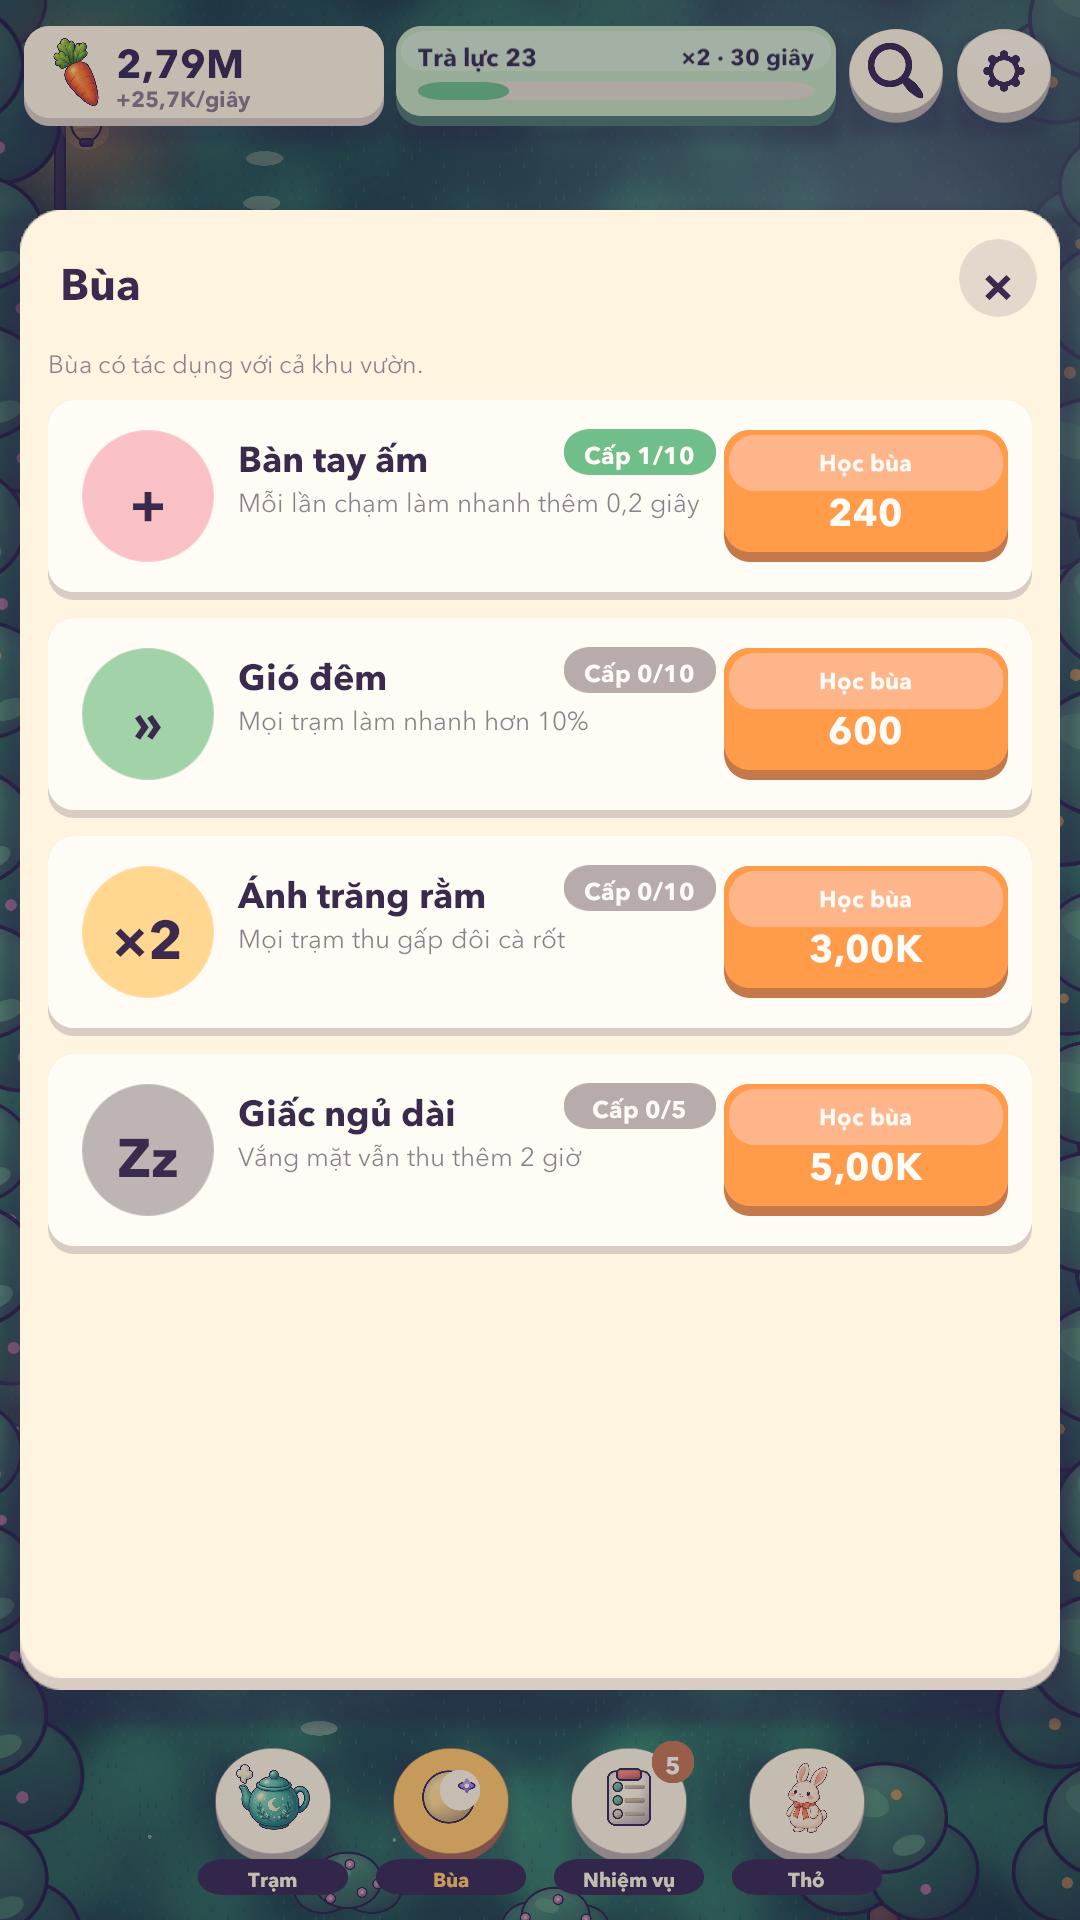 2,79M
+25,7K/giây
Trà lực 23
×2 · 30 giây
Bùa
×
Bùa có tác dụng với cả khu vườn.
+
Bàn tay ấm
Cấp 1/10
Mỗi lần chạm làm nhanh thêm 0,2 giây
Học bùa
240
»
Gió đêm
Cấp 0/10
Mọi trạm làm nhanh hơn 10%
Học bùa
600
×2
Ánh trăng rằm
Cấp 0/10
Mọi trạm thu gấp đôi cà rốt
Học bùa
3,00K
Zz
Giấc ngủ dài
Cấp 0/5
Vắng mặt vẫn thu thêm 2 giờ
Học bùa
5,00K
5
Trạm
Bùa
Nhiệm vụ
Thỏ